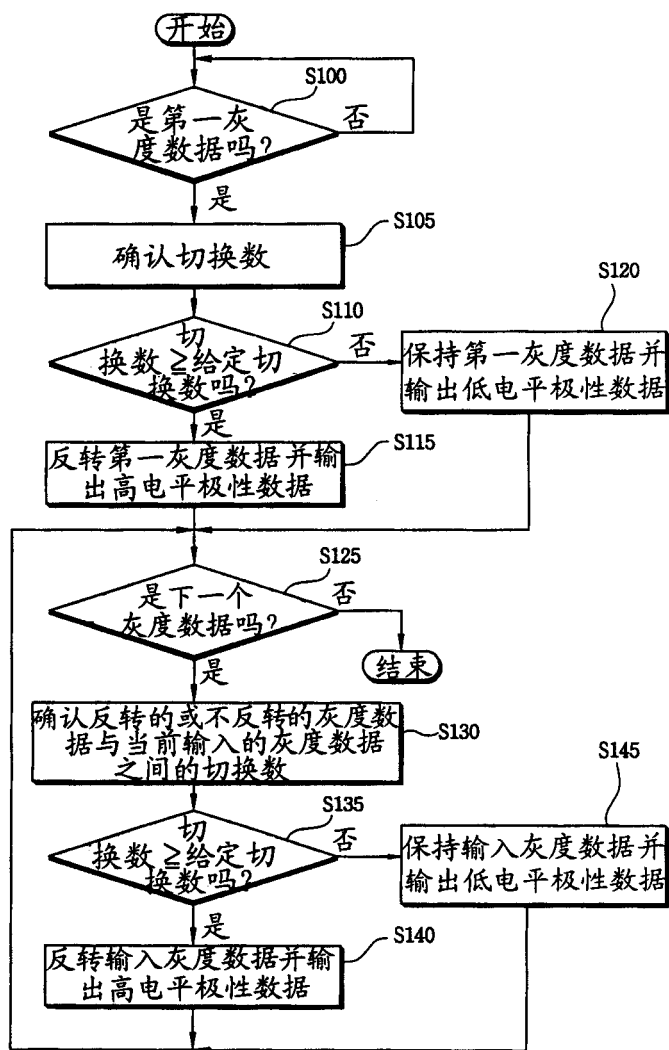 开始
S100
是第一灰
度数据吗?
否
是
S105
确认切换数
S110
切
换数≧给定切
换数吗?
否
是
S120
保持第一灰度数据并
输出低电平极性数据
S115
反转第一灰度数据并输
出高电平极性数据
S125
是下一个
灰度数据吗?
否
是
结束
S130
确认反转的或不反转的灰度数
据与当前输入的灰度数据
之间的切换数
S135
切
换数≧给定切
换数吗?
否
是
S145
保持输入灰度数据并
输出低电平极性数据
S140
反转输入灰度数据并输
出高电平极性数据